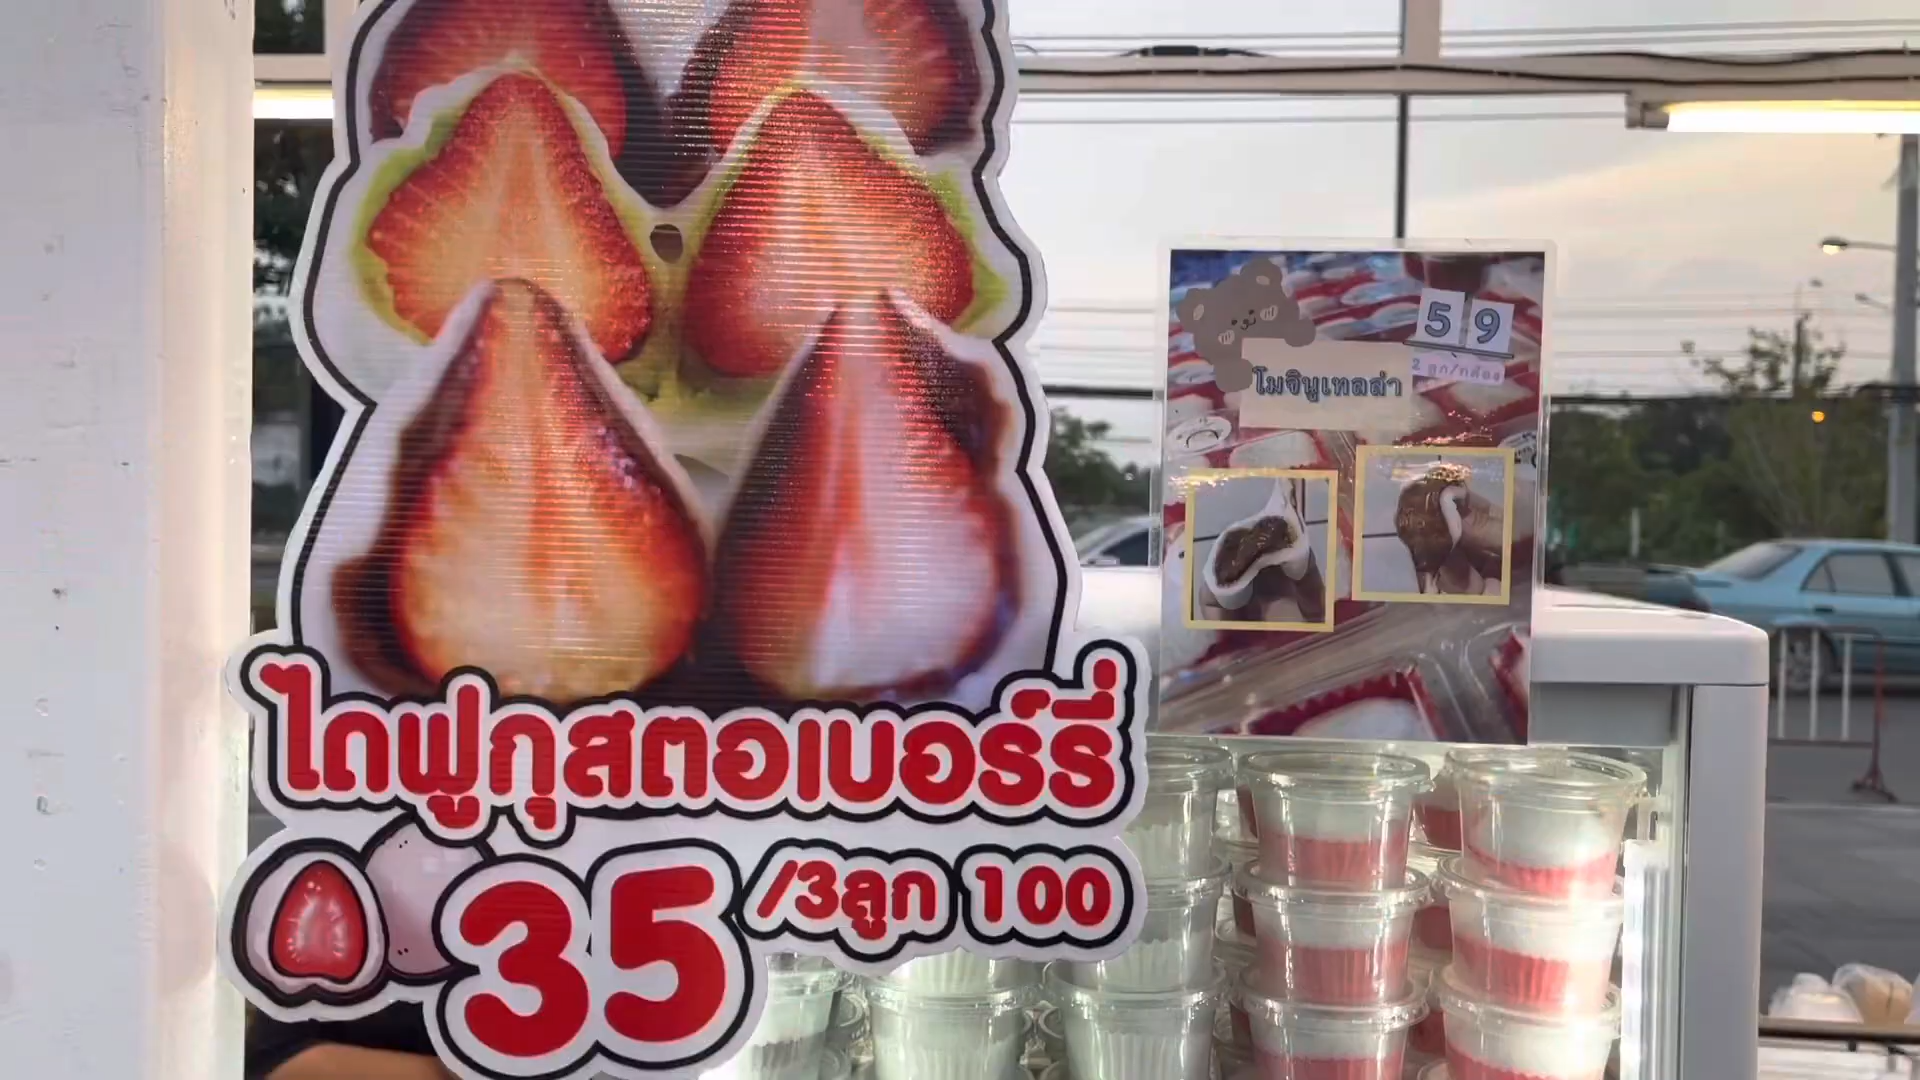 ไดฟูกุสตอเบอร์รี่
35 /3ลูก 100
59
2 ลูก/กล่อง
โมจินูเทลล่า